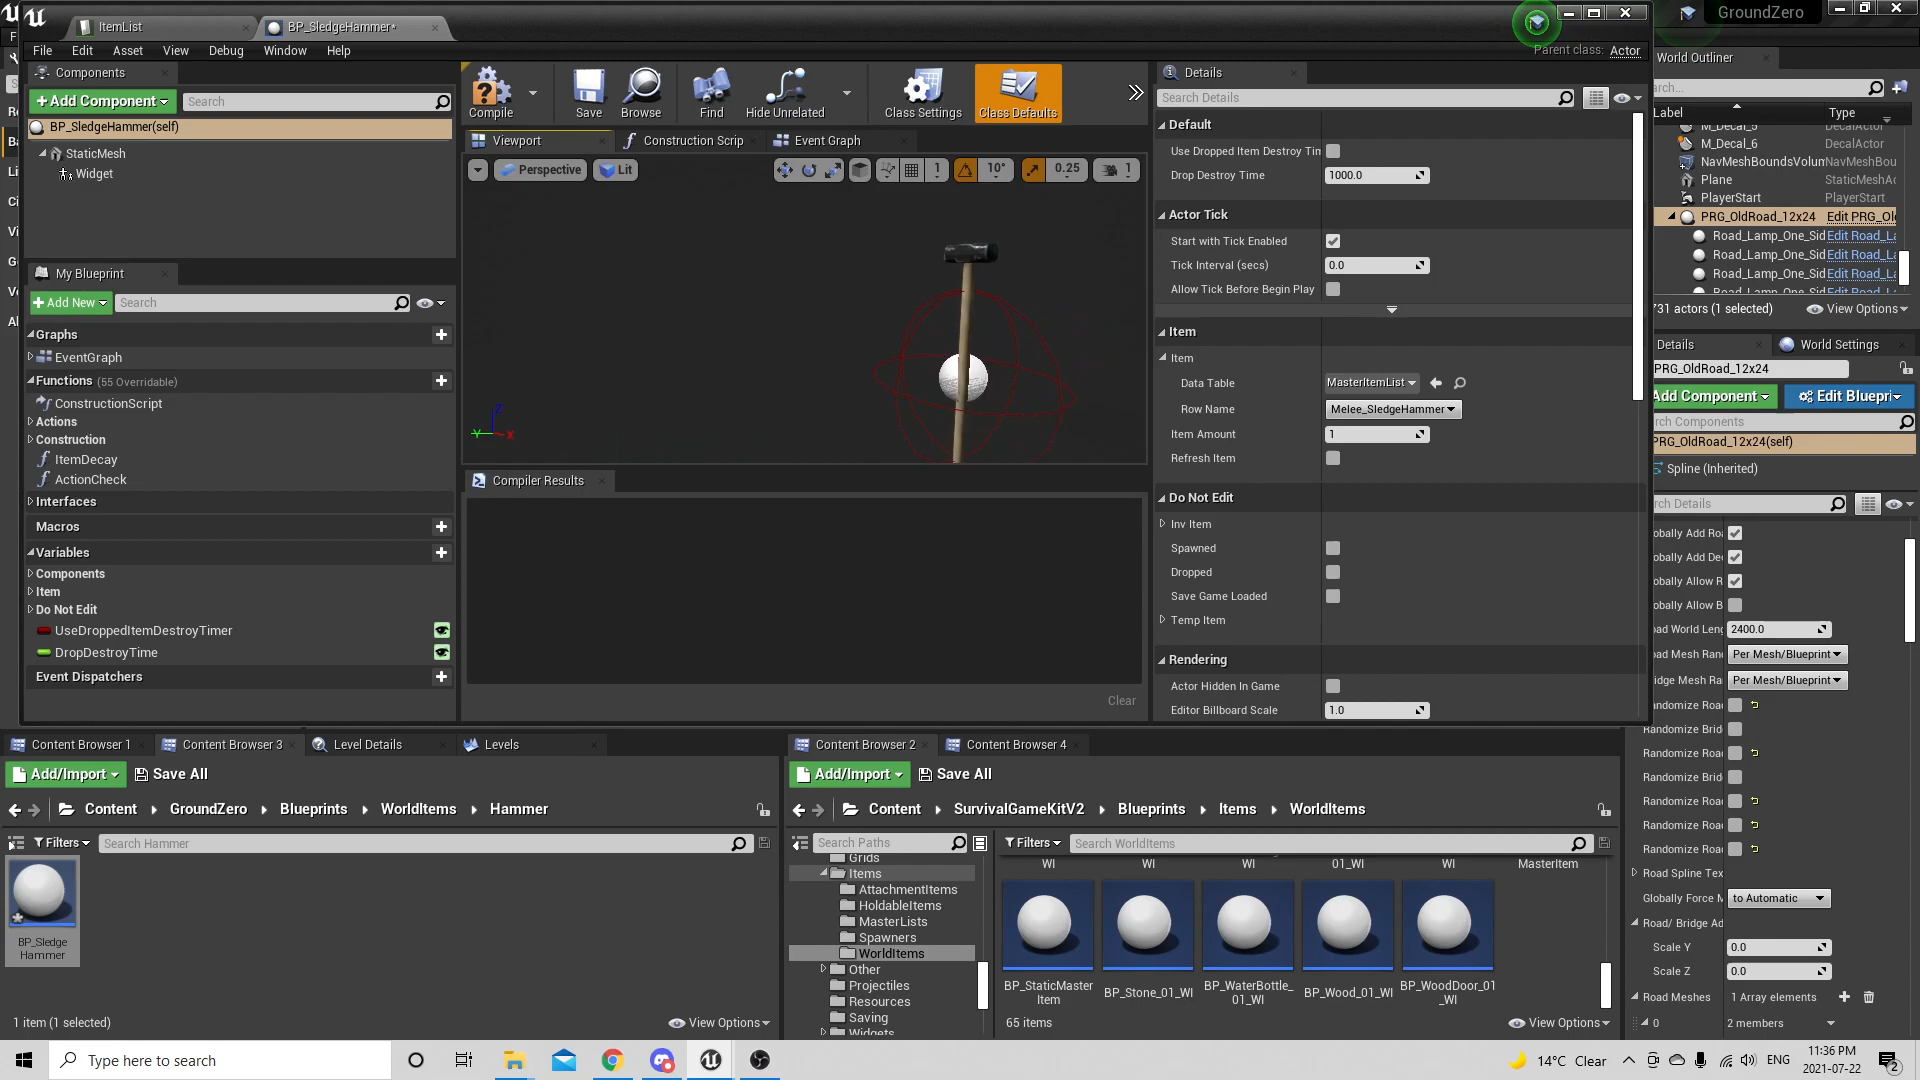 ItemList
BP_SledgeHammer*
GroundZero
File Edit Asset View Debug Window Help
Parent class: Actor
Components
+Add Component
Search
BP_SledgeHammer(self)
StaticMesh
Widget
My Blueprint
+Add New
Search
Graphs
EventGraph
Functions (55 Overridable)
ConstructionScript
Actions
Construction
ItemDecay
ActionCheck
Interfaces
Macros
Variables
Components
Item
Do Not Edit
UseDroppedItemDestroyTimer
DropDestroyTime
Event Dispatchers
Compile Save Browse Find Hide Unrelated Class Settings Class Defaults
Viewport Construction Scrip Event Graph
Perspective Lit 1 10° 0.25 1
Compiler Results
Clear
Details
Search Details
Default
Use Dropped Item Destroy Tim
Drop Destroy Time 1000.0
Actor Tick
Start with Tick Enabled
Tick Interval (secs) 0.0
Allow Tick Before Begin Play
Item
Item
Data Table MasterItemList
Row Name Melee_SledgeHammer
Item Amount 1
Refresh Item
Do Not Edit
Inv Item
Spawned
Dropped
Save Game Loaded
Temp Item
Rendering
Actor Hidden In Game
Editor Billboard Scale 1.0
World Outliner
Label Type
M_Decal_5 DecalActor
M_Decal_6 DecalActor
NavMeshBoundsVolum NavMeshBou
Plane StaticMeshAc
PlayerStart PlayerStart
PRG_OldRoad_12x24 Edit PRG_Ol
Road_Lamp_One_Sid Edit Road_La
Road_Lamp_One_Sid Edit Road_La
Road_Lamp_One_Sid Edit Road_La
Road_Lamp_One_Sid Edit Road_La
731 actors (1 selected) View Options
Details World Settings
PRG_OldRoad_12x24
Add Component Edit Bluepri
rch Components
PRG_OldRoad_12x24(self)
Spline (Inherited)
rch Details
obally Add Roa
obally Add De
obally Allow R
obally Allow B
oad World Leng 2400.0
oad Mesh Ran Per Mesh/Blueprint
idge Mesh Ra Per Mesh/Blueprint
Randomize Road
Randomize Brid
Randomize Road
Randomize Brid
Randomize Road
Randomize Road
Randomize Road
Road Spline Tex
Globally Force M to Automatic
Road/ Bridge Ad
Scale Y 0.0
Scale Z 0.0
Road Meshes 1 Array elements
0 2 members
Content Browser 1 Content Browser 3 Level Details Levels
Add/Import Save All
Content GroundZero Blueprints WorldItems Hammer
Filters Search Hammer
BP_Sledge
Hammer
1 item (1 selected) View Options
Content Browser 2 Content Browser 4
Add/Import Save All
Content SurvivalGameKitV2 Blueprints Items WorldItems
Search Paths
Grids
Items
AttachmentItems
HoldableItems
MasterLists
Spawners
WorldItems
Other
Projectiles
Resources
Saving
Widgets
Filters Search WorldItems
WI WI WI 01_WI WI MasterItem
BP_StaticMaster
Item
BP_Stone_01_WI
BP_WaterBottle_
01_WI
BP_Wood_01_WI
BP_WoodDoor_01
_WI
65 items View Options
Type here to search
14°C Clear
ENG
11:36 PM
2021-07-22
2